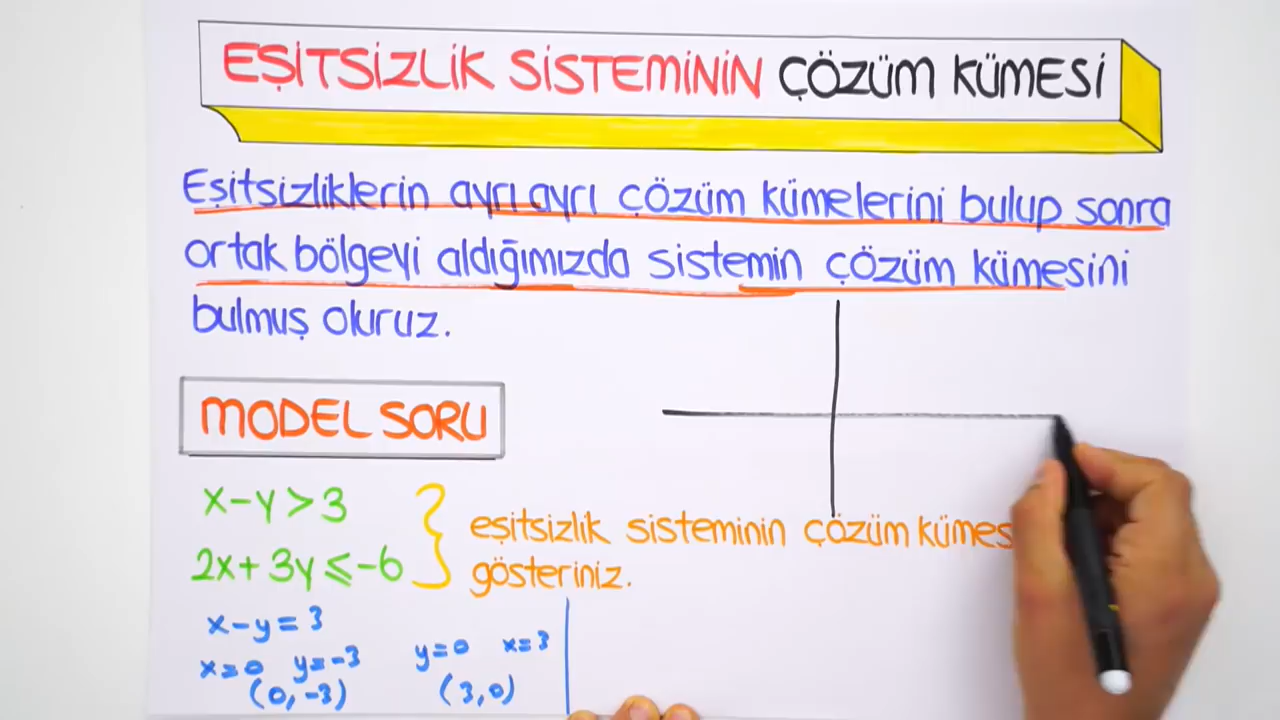 EŞİTSİZLİK SİSTEMİNİN ÇÖZÜM KÜMESİ
Eşitsizliklerin ayrı ayrı çözüm kümelerini bulup sonra
ortak bölgeyi aldığımızda sistemin çözüm kümesini
bulmuş oluruz.
MODEL SORU
x-y>3
2x+3y≤-6
eşitsizlik sisteminin çözüm
gösteriniz.
x-y=3
x=0 y=-3 y=0 x=3
(0,-3) (3,0)